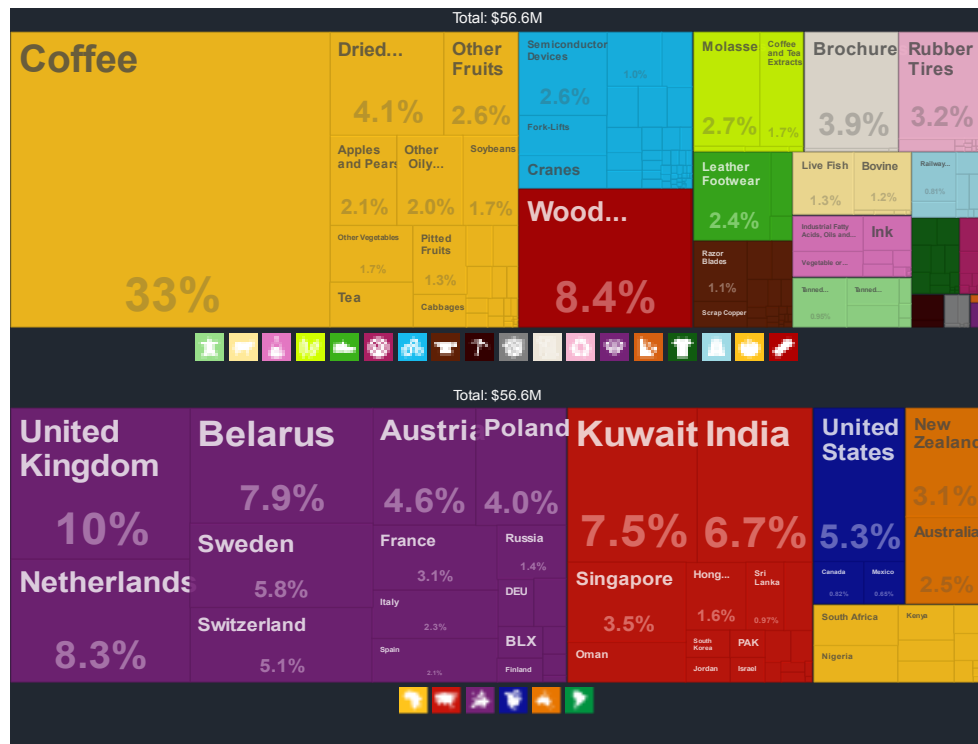 Total: $56.6M
Coffee
33%
Dried...
4.1%
Other
Fruits
2.6%
Apples
and Pears
2.1%
Other
Oily...
2.0%
Soybeans
1.7%
Other Vegetables
1.7%
Pitted
Fruits
1.3%
Tea
Cabbages
Semiconductor
Devices
2.6%
1.0%
Fork-Lifts
Cranes
Wood...
8.4%
Molasse
2.7%
Coffee
and Tea
Extracts
1.7%
Brochure
3.9%
Rubber
Tires
3.2%
Leather
Footwear
2.4%
Live Fish
1.3%
Bovine
1.2%
Railway...
0.81%
Industrial Fatty
Acids, Oils and...
Ink
Vegetable or...
Razor
Blades
1.1%
Scrap Copper
Tanned...
0.95%
Tanned...
Total: $56.6M
United
Kingdom
10%
Netherlands
8.3%
Belarus
7.9%
Sweden
5.8%
Switzerland
5.1%
Austria
4.6%
Poland
4.0%
France
3.1%
Italy
2.3%
Spain
2.1%
Russia
1.4%
DEU
BLX
Finland
Kuwait
7.5%
India
6.7%
Singapore
3.5%
Oman
Hong...
1.6%
Sri
Lanka
0.97%
South
Korea
PAK
Jordan
Israel
United
States
5.3%
Canada
0.82%
Mexico
0.65%
New
Zealand
3.1%
Australia
2.5%
South Africa
Kenya
Nigeria